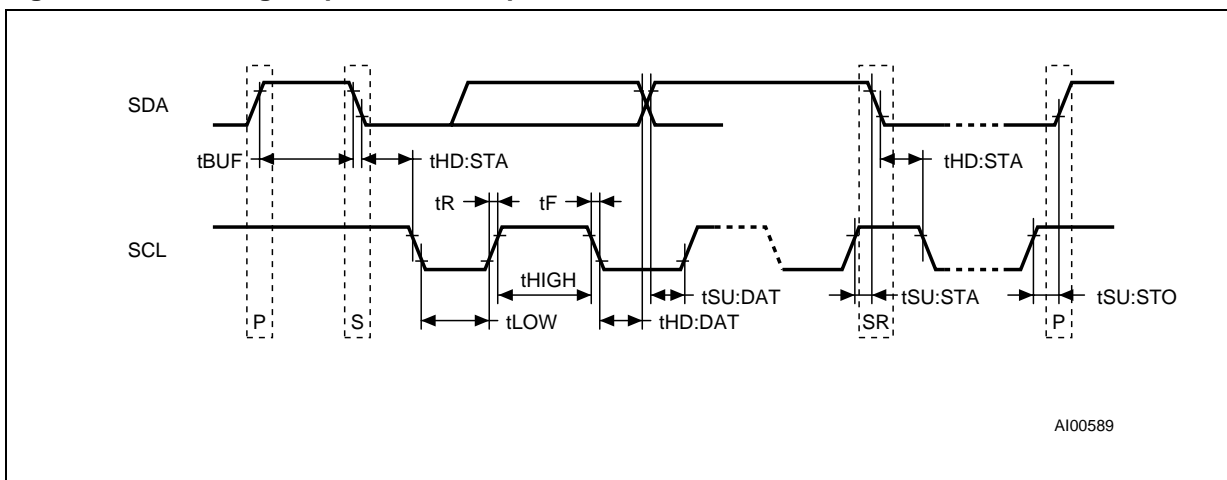 SDA
tBUF
tHD:STA
tHD:STA
tR
tF
SCL
tHIGH
tSU:DAT
tSU:STA
tSU:STO
P
S
tLOW
tHD:DAT
SR
P
AI00589